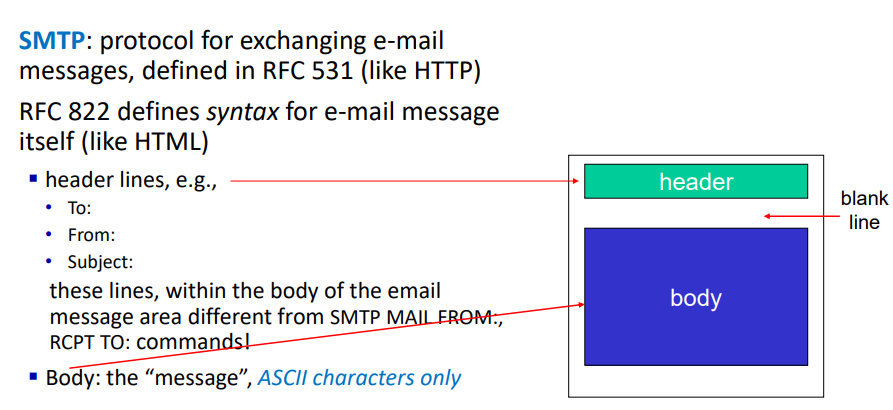 SMTP: protocol for exchanging e-mail
messages, defined in RFC 531 (like HTTP)
RFC 822 defines syntax for e-mail message
itself (like HTML)
▪ header lines, e.g.,
• To:
• From:
• Subject:
these lines, within the body of the email
message area different from SMTP MAIL FROM:,
RCPT TO: commands!
▪ Body: the “message”, ASCII characters only
header
blank
line
body